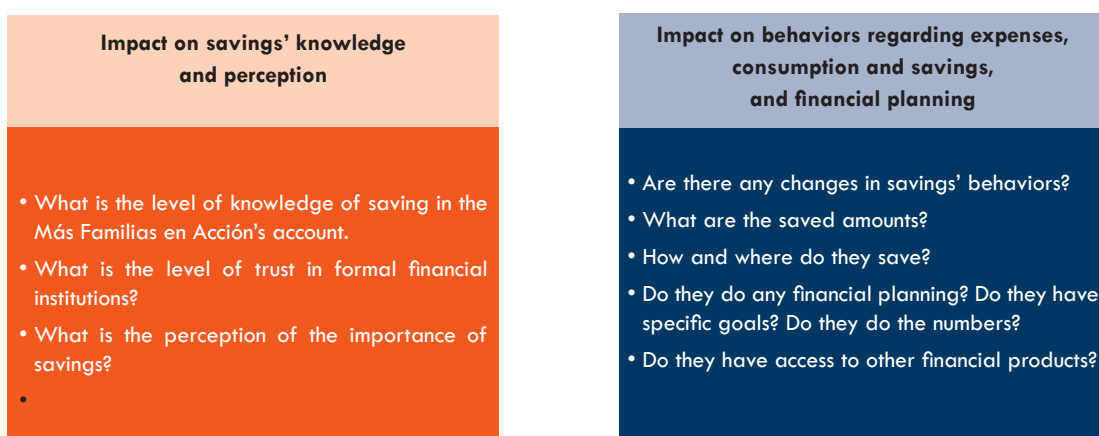 Impact on savings’ knowledge
and perception
• What is the level of knowledge of saving in the
Más Familias en Acción’s account.
• What is the level of trust in formal financial
institutions?
• What is the perception of the importance of
savings?
•
Impact on behaviors regarding expenses,
consumption and savings,
and financial planning
• Are there any changes in savings’ behaviors?
• What are the saved amounts?
• How and where do they save?
• Do they do any financial planning? Do they have
specific goals? Do they do the numbers?
• Do they have access to other financial products?